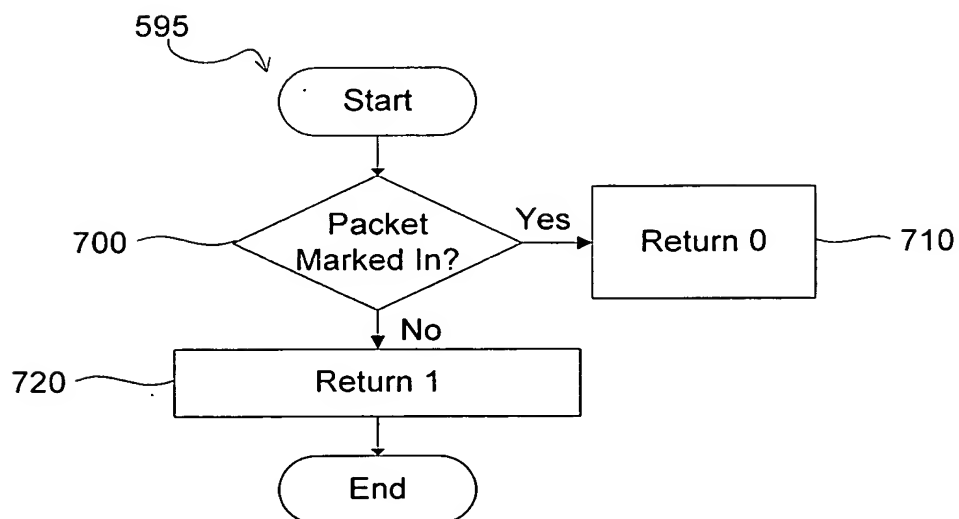 595
Start
700
Packet
Marked In?
Yes
Return 0
710
No
720
Return 1
End